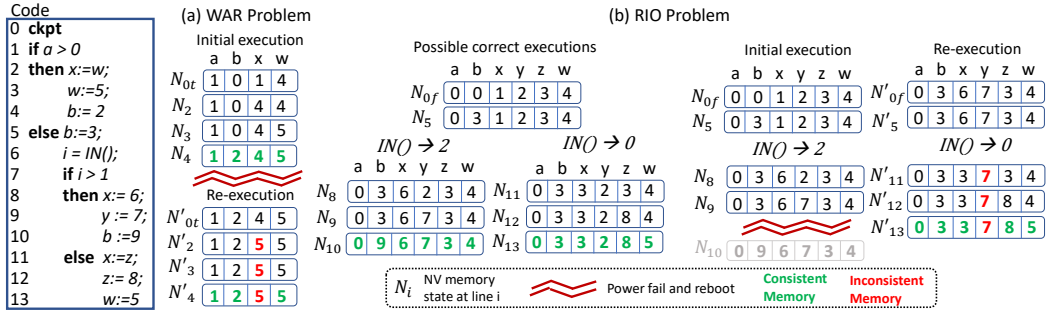 Code
0 ckpt
1 if a > 0
2 then x:=w;
3 w:=5;
4 b:= 2
5 else b:=3;
6 i = IN();
7 if i > 1
8 then x:= 6;
9 y := 7;
10 b :=9
11 else x:=z;
12 z:= 8;
13 w:=5
(a) WAR Problem
Initial execution
a b x w
N0t 1 0 1 4
N2 1 0 4 4
N3 1 0 4 5
N4 1 2 4 5
Re-execution
N'0t 1 2 4 5
N'2 1 2 5 5
N'3 1 2 5 5
N'4 1 2 5 5
(b) RIO Problem
Possible correct executions
a b x y z w
N0f 0 0 1 2 3 4
N5 0 3 1 2 3 4
IN() → 2
a b x y z w
N8 0 3 6 2 3 4
N9 0 3 6 7 3 4
N10 0 9 6 7 3 4
IN() → 0
a b x y z w
N11 0 3 3 2 3 4
N12 0 3 3 2 8 4
N13 0 3 3 2 8 5
Initial execution
a b x y z w
N0f 0 0 1 2 3 4
N5 0 3 1 2 3 4
IN() → 2
N8 0 3 6 2 3 4
N9 0 3 6 7 3 4
N10 0 9 6 7 3 4
Re-execution
a b x y z w
N'0f 0 3 6 7 3 4
N'5 0 3 6 7 3 4
IN() → 0
N'11 0 3 3 7 3 4
N'12 0 3 3 7 8 4
N'13 0 3 3 7 8 5
Ni NV memory
state at line i
Power fail and reboot
Consistent
Memory
Inconsistent
Memory